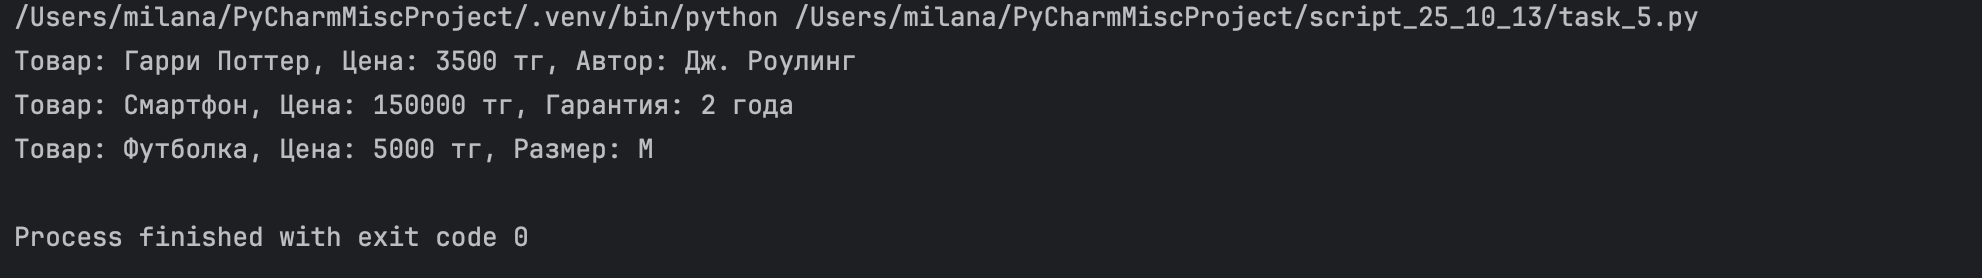 /Users/milana/PyCharmMiscProject/.venv/bin/python /Users/milana/PyCharmMiscProject/script_25_10_13/task_5.py
Товар: Гарри Поттер, Цена: 3500 тг, Автор: Дж. Роулинг
Товар: Смартфон, Цена: 150000 тг, Гарантия: 2 года
Товар: Футболка, Цена: 5000 тг, Размер: M
Process finished with exit code 0